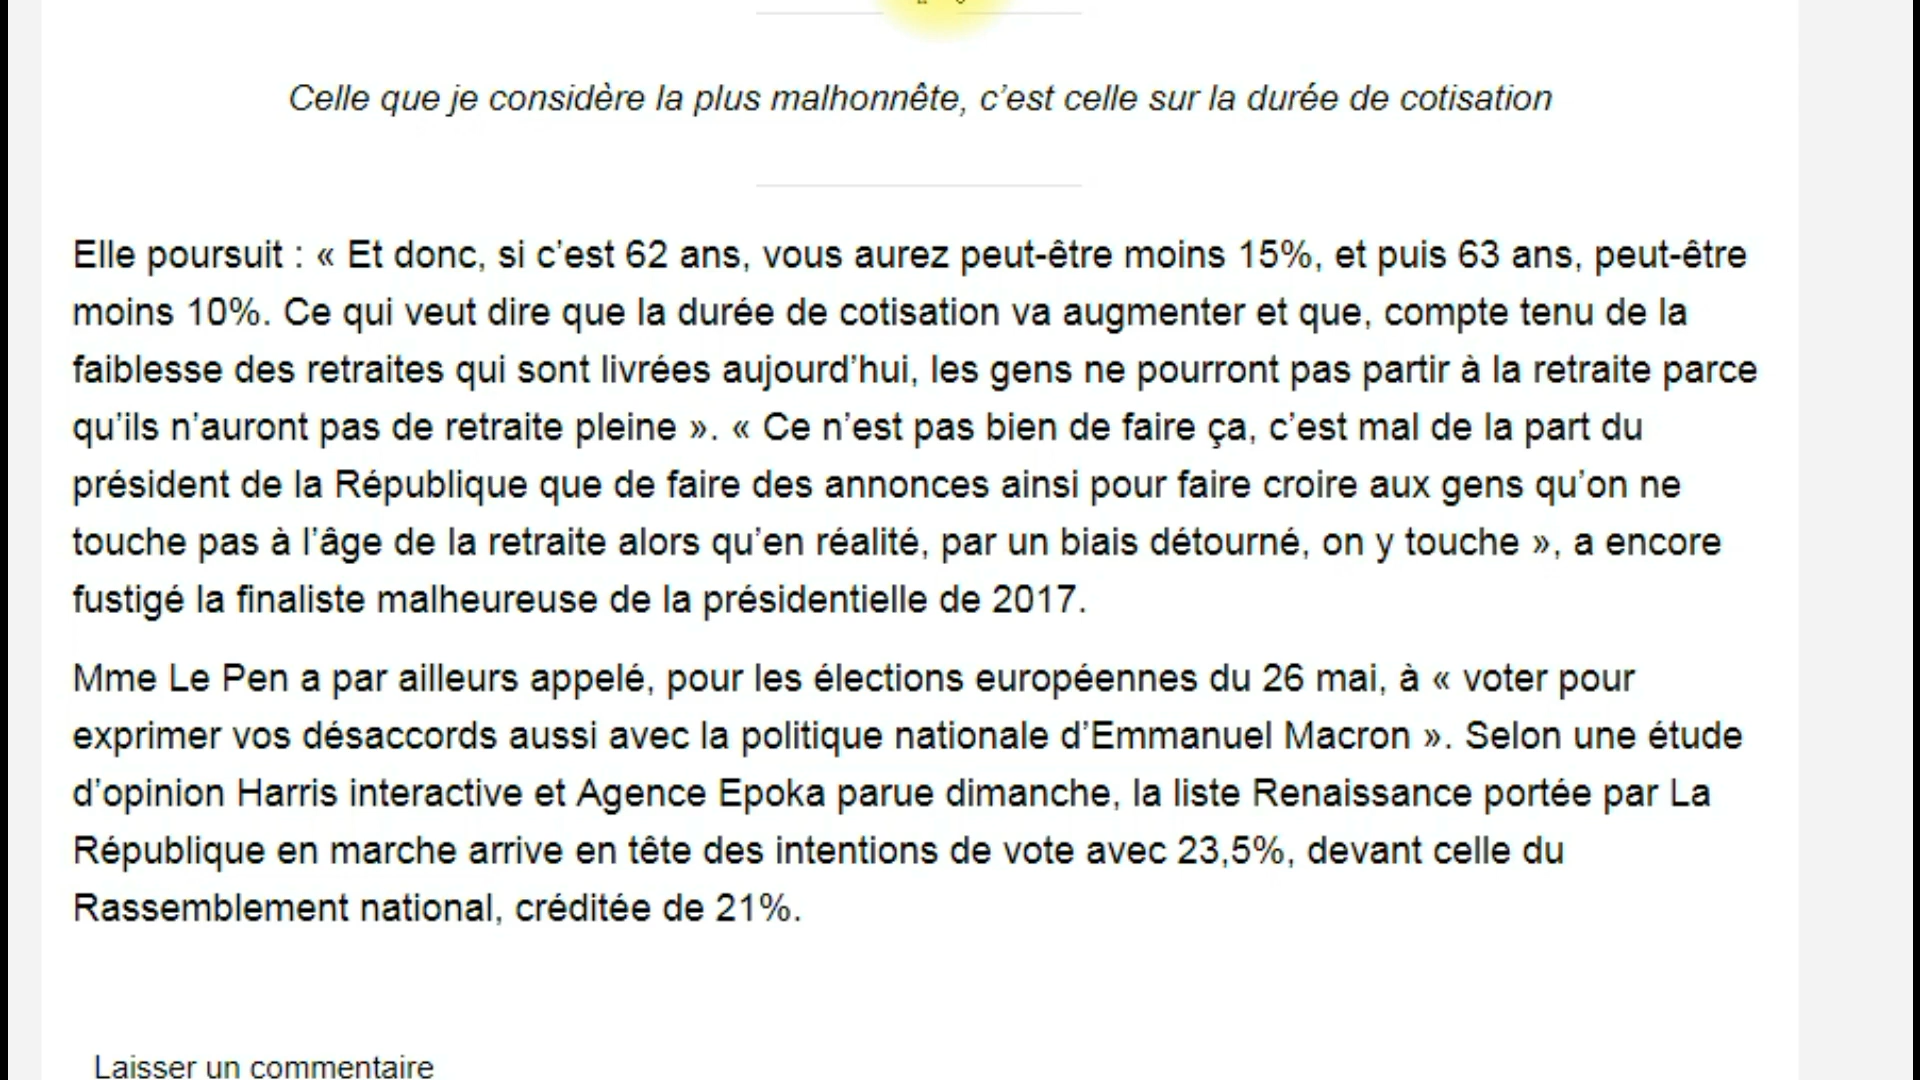 Celle que je considère la plus malhonnête, c’est celle sur la durée de cotisation
Elle poursuit : « Et donc, si c’est 62 ans, vous aurez peut-être moins 15%, et puis 63 ans, peut-être
moins 10%. Ce qui veut dire que la durée de cotisation va augmenter et que, compte tenu de la
faiblesse des retraites qui sont livrées aujourd’hui, les gens ne pourront pas partir à la retraite parce
qu’ils n’auront pas de retraite pleine ». « Ce n’est pas bien de faire ça, c’est mal de la part du
président de la République que de faire des annonces ainsi pour faire croire aux gens qu’on ne
touche pas à l’âge de la retraite alors qu’en réalité, par un biais détourné, on y touche », a encore
fustigé la finaliste malheureuse de la présidentielle de 2017.
Mme Le Pen a par ailleurs appelé, pour les élections européennes du 26 mai, à « voter pour
exprimer vos désaccords aussi avec la politique nationale d’Emmanuel Macron ». Selon une étude
d’opinion Harris interactive et Agence Epoka parue dimanche, la liste Renaissance portée par La
République en marche arrive en tête des intentions de vote avec 23,5%, devant celle du
Rassemblement national, créditée de 21%.
Laisser un commentaire